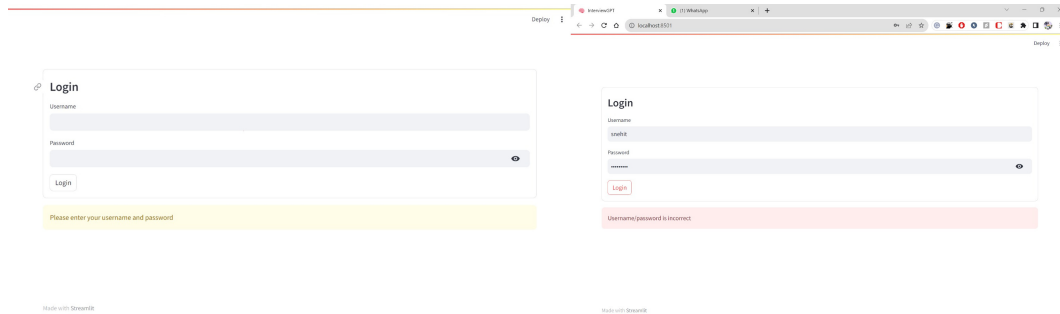 Deploy
Login
Username
Password
Login
Please enter your username and password
Made with Streamlit
InterviewGPT
(1) WhatsApp
localhost:8501
Deploy
Login
Username
snehit
Password
Login
Username/password is incorrect
Made with Streamlit